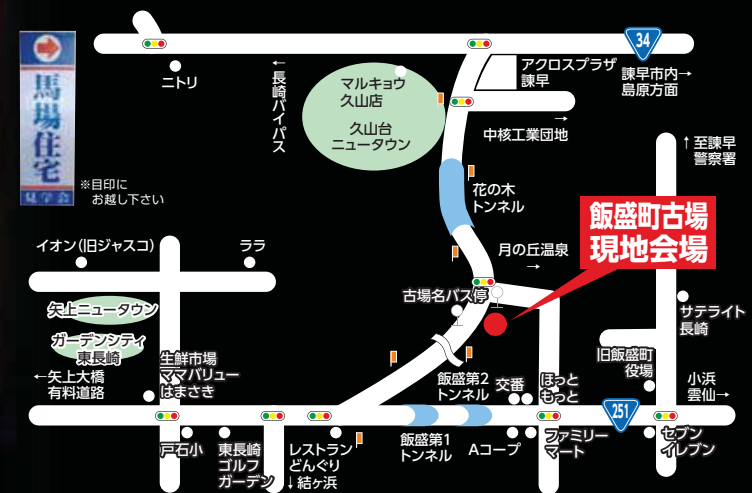 馬場住宅
見学会
※目印に
お越し下さい
ニトリ
←長崎バイパス
マルキョウ
久山店
久山台
ニュータウン
アクロスプラザ
諫早
34
諫早市内→
島原方面
中核工業団地
→
↑至諫早
警察署
花の木
トンネル
飯盛町古場
現地会場
月の丘温泉
→
イオン(旧ジャスコ)
ララ
古場名バス停
矢上ニュータウン
ガーデンシティ
東長崎
サテライト
長崎
←矢上大橋
有料道路
生鮮市場
ママバリュー
はまさき
飯盛第2
トンネル
交番
ほっと
もっと
旧飯盛町
役場
小浜
雲仙→
251
戸石小
東長崎
ゴルフ
ガーデン
レストラン
どんぐり
↓結ヶ浜
飯盛第1
トンネル
Aコープ
ファミリー
マート
セブン
イレブン